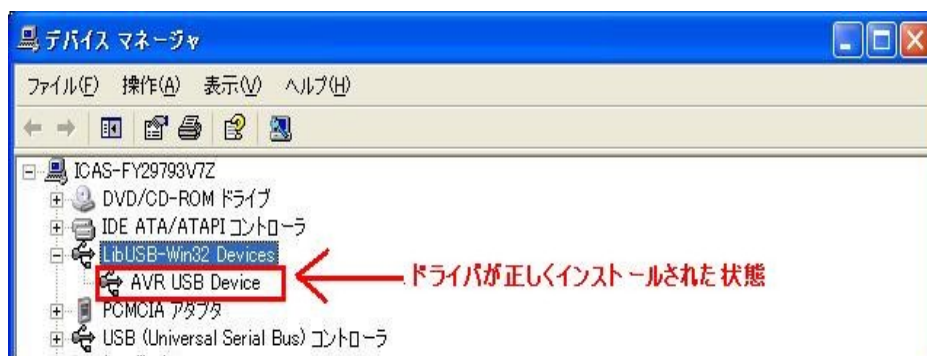 デバイス マネージャ
ファイル(F) 操作(A) 表示(V) ヘルプ(H)
ICAS-FY29793V7Z
DVD/CD-ROM ドライブ
IDE ATA/ATAPI コントローラ
LibUSB-Win32 Devices
AVR USB Device
ドライバが正しくインストールされた状態
PCMCIA アダプタ
USB (Universal Serial Bus) コントローラ